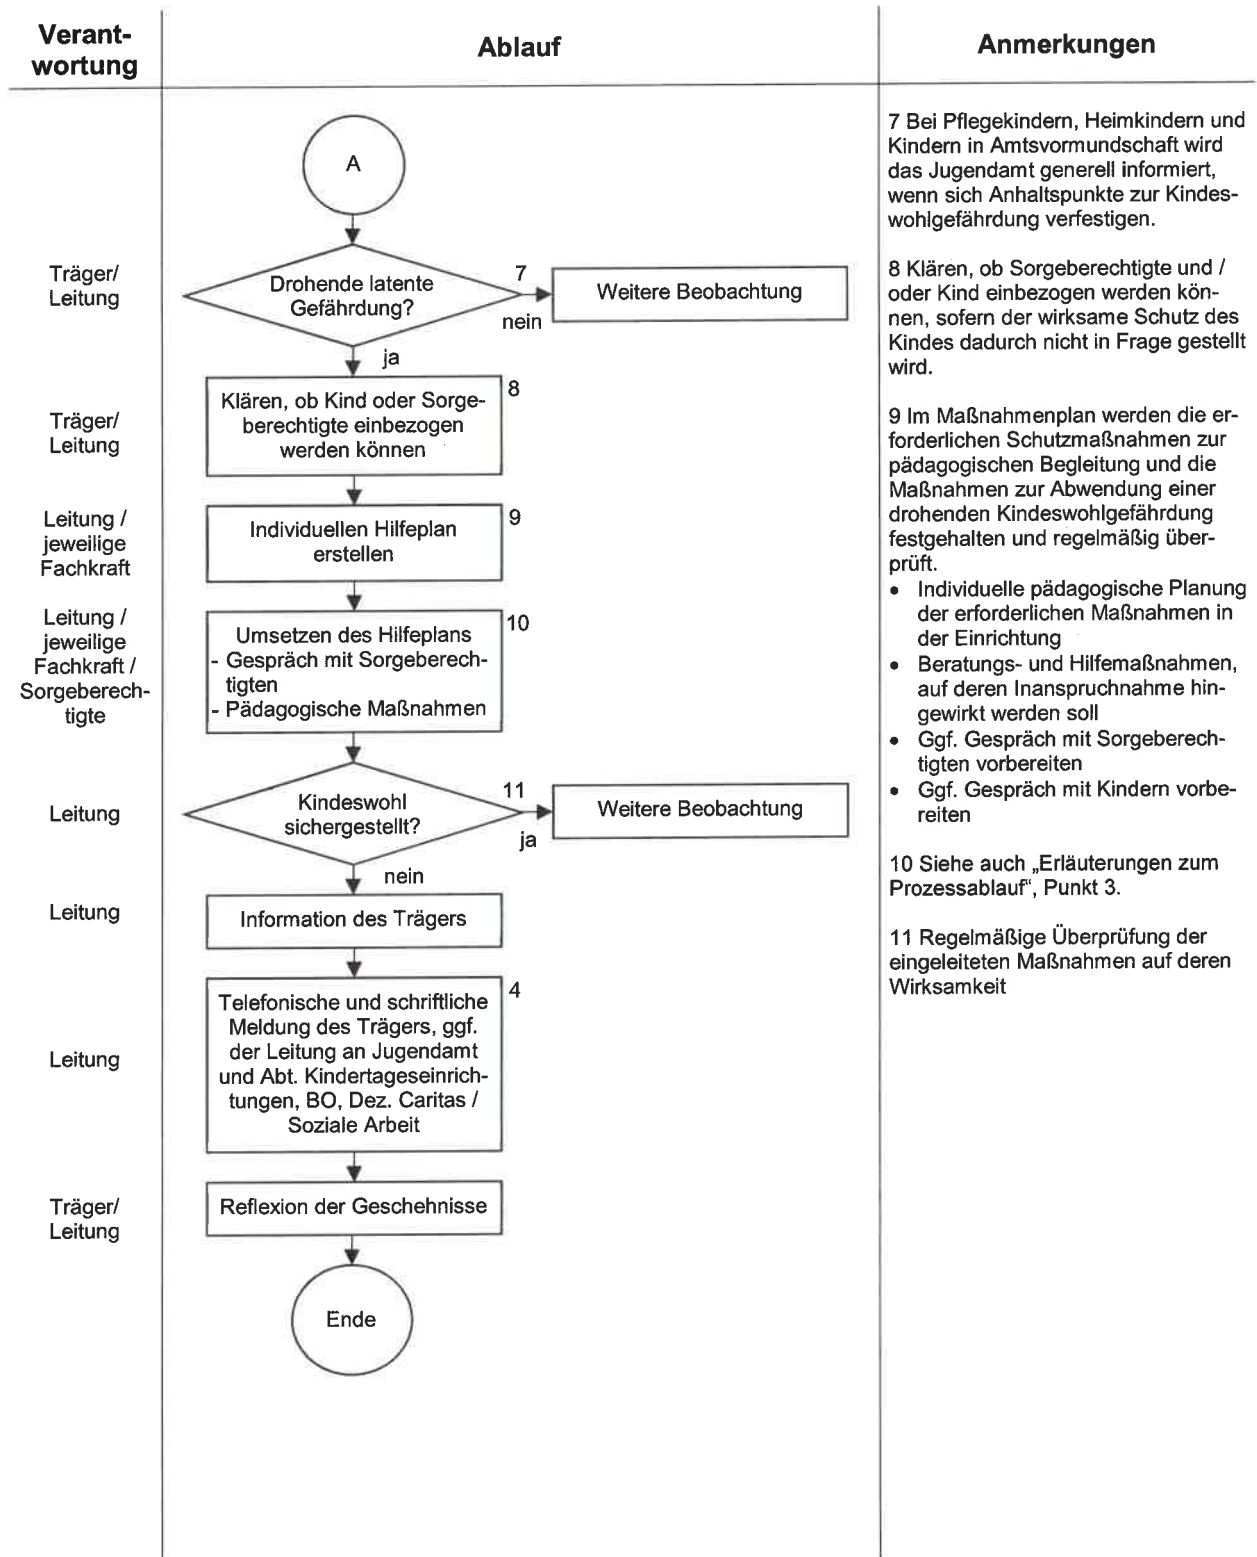 Verant-
wortung
Ablauf
Anmerkungen
A
Träger/
Leitung
Drohende latente
Gefährdung?
7
nein
Weitere Beobachtung
ja
Träger/
Leitung
Klären, ob Kind oder Sorge-
berechtigte einbezogen
werden können
8
Leitung /
jeweilige
Fachkraft
Individuellen Hilfeplan
erstellen
9
Leitung /
jeweilige
Fachkraft /
Sorgeberech-
tigte
Umsetzen des Hilfeplans
- Gespräch mit Sorgeberech-
tigten
- Pädagogische Maßnahmen
10
Leitung
Kindeswohl
sichergestellt?
11
ja
Weitere Beobachtung
nein
Leitung
Information des Trägers
Leitung
Telefonische und schriftliche
Meldung des Trägers, ggf.
der Leitung an Jugendamt
und Abt. Kindertageseinrich-
tungen, BO, Dez. Caritas /
Soziale Arbeit
4
Träger/
Leitung
Reflexion der Geschehnisse
Ende
7 Bei Pflegekindern, Heimkindern und
Kindern in Amtsvormundschaft wird
das Jugendamt generell informiert,
wenn sich Anhaltspunkte zur Kindes-
wohlgefährdung verfestigen.
8 Klären, ob Sorgeberechtigte und /
oder Kind einbezogen werden kön-
nen, sofern der wirksame Schutz des
Kindes dadurch nicht in Frage gestellt
wird.
9 Im Maßnahmenplan werden die er-
forderlichen Schutzmaßnahmen zur
pädagogischen Begleitung und die
Maßnahmen zur Abwendung einer
drohenden Kindeswohlgefährdung
festgehalten und regelmäßig über-
prüft.
• Individuelle pädagogische Planung
der erforderlichen Maßnahmen in
der Einrichtung
• Beratungs- und Hilfemaßnahmen,
auf deren Inanspruchnahme hin-
gewirkt werden soll
• Ggf. Gespräch mit Sorgeberech-
tigten vorbereiten
• Ggf. Gespräch mit Kindern vorbe-
reiten
10 Siehe auch „Erläuterungen zum
Prozessablauf“, Punkt 3.
11 Regelmäßige Überprüfung der
eingeleiteten Maßnahmen auf deren
Wirksamkeit